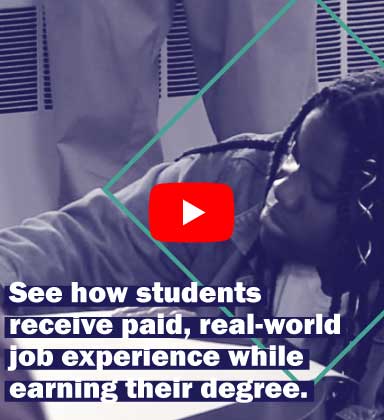 See how students
receive paid, real-world
job experience while
earning their degree.